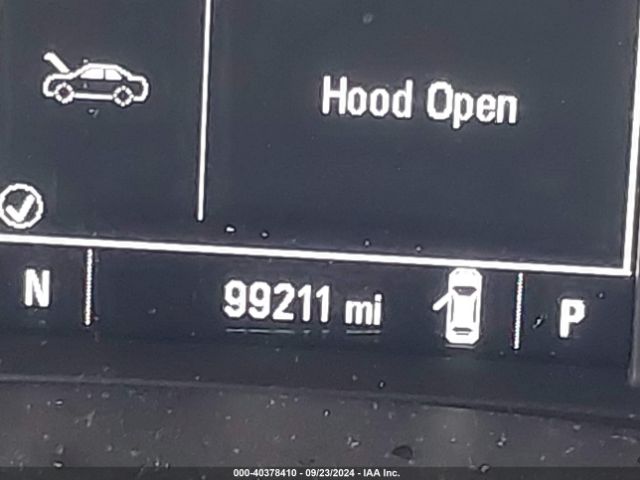 Hood Open
N 99211 mi P
000-40378410 - 09/23/2024 - IAA Inc.